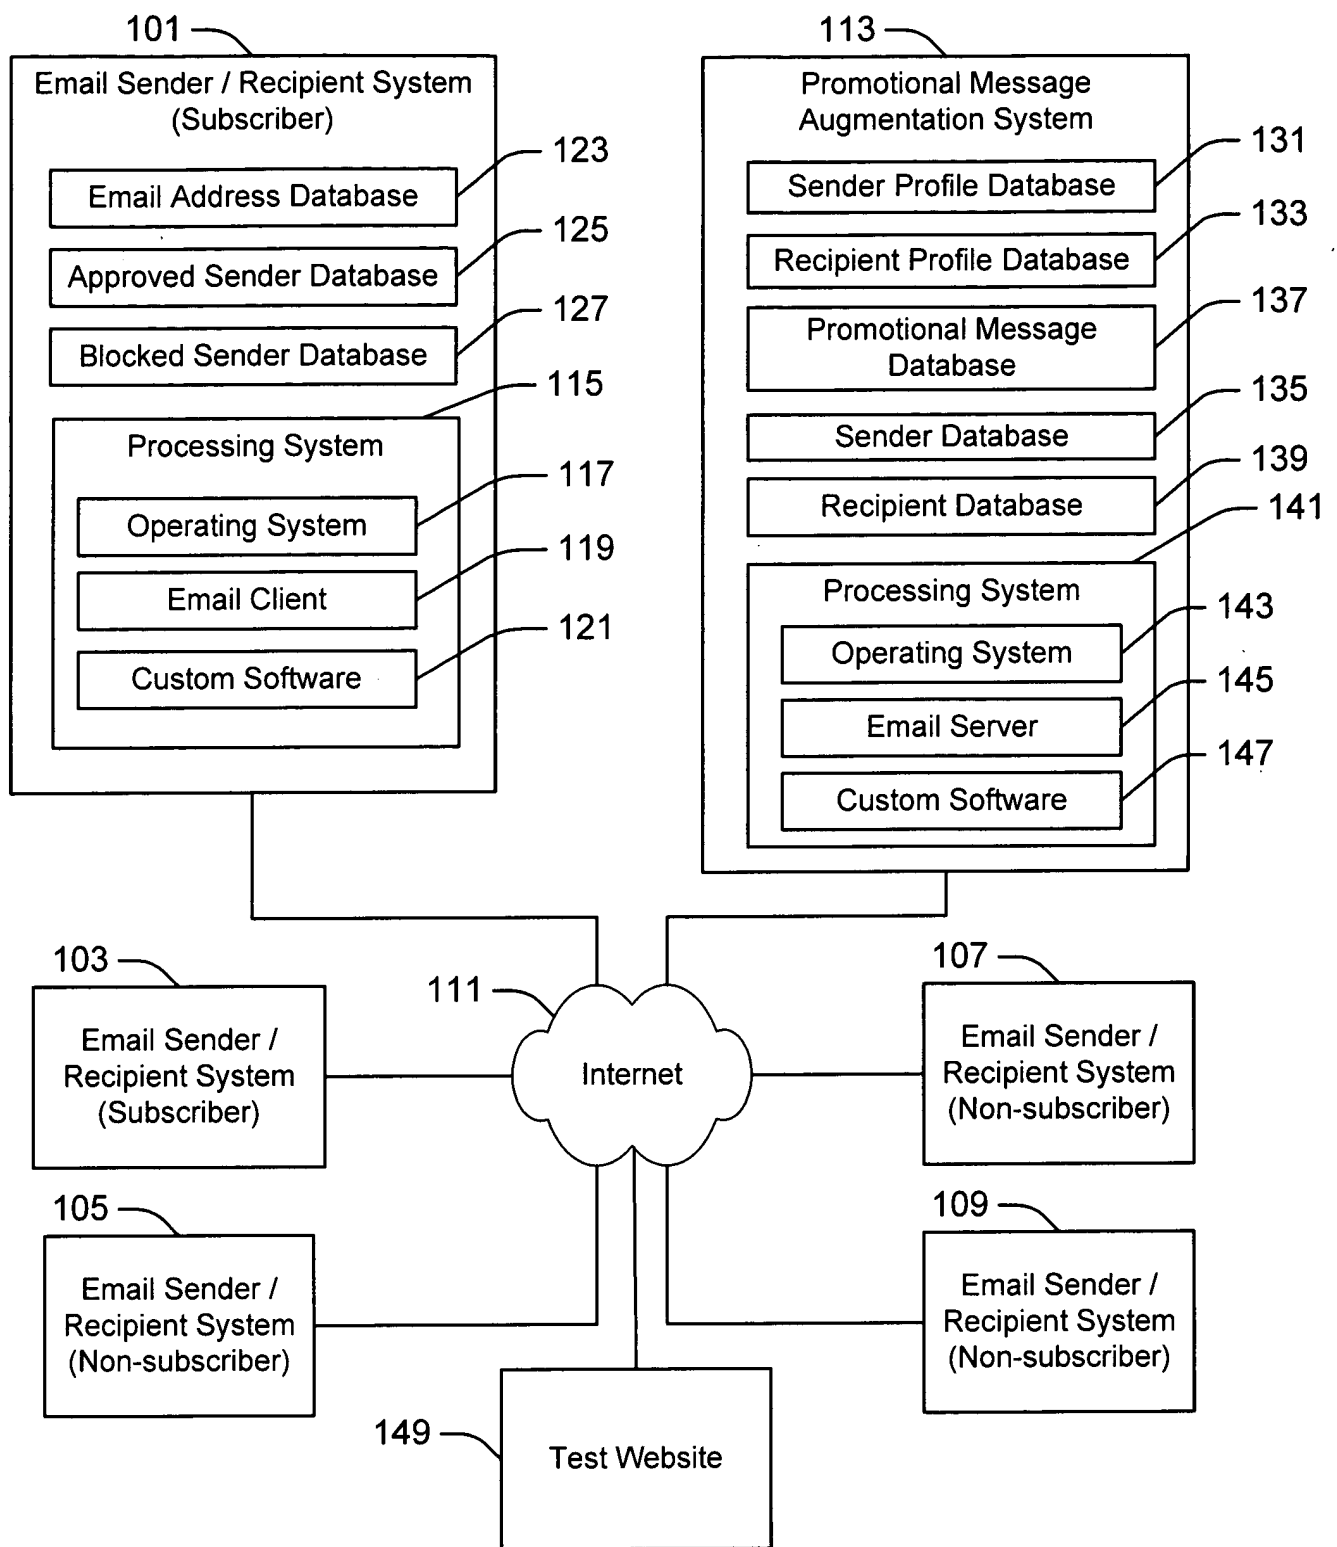 101
Email Sender / Recipient System
(Subscriber)
123
Email Address Database
125
Approved Sender Database
127
Blocked Sender Database
115
Processing System
117
Operating System
119
Email Client
121
Custom Software
113
Promotional Message
Augmentation System
131
Sender Profile Database
133
Recipient Profile Database
137
Promotional Message
Database
135
Sender Database
139
Recipient Database
141
Processing System
143
Operating System
145
Email Server
147
Custom Software
103
Email Sender /
Recipient System
(Subscriber)
111
Internet
107
Email Sender /
Recipient System
(Non-subscriber)
105
Email Sender /
Recipient System
(Non-subscriber)
109
Email Sender /
Recipient System
(Non-subscriber)
149
Test Website